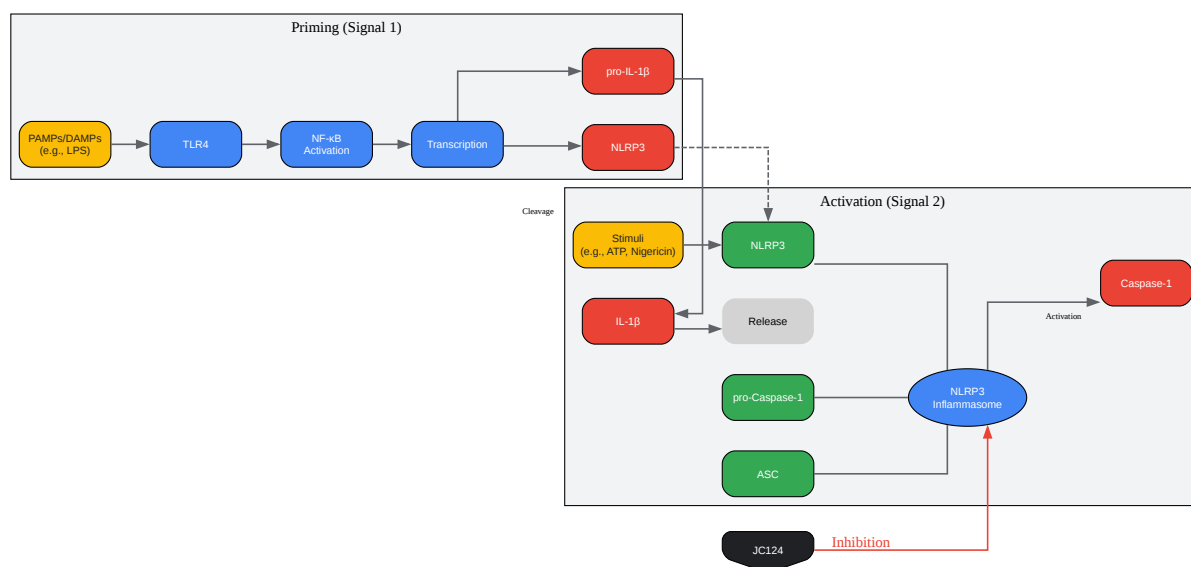 Priming (Signal 1)
pro-IL-1β
PAMPs/DAMPs
(e.g., LPS)
TLR4
NF-κB
Activation
Transcription
NLRP3
Cleavage
Activation (Signal 2)
Stimuli
(e.g., ATP, Nigericin)
NLRP3
Caspase-1
IL-1β
Release
Activation
pro-Caspase-1
NLRP3
Inflammasome
ASC
JC124
Inhibition